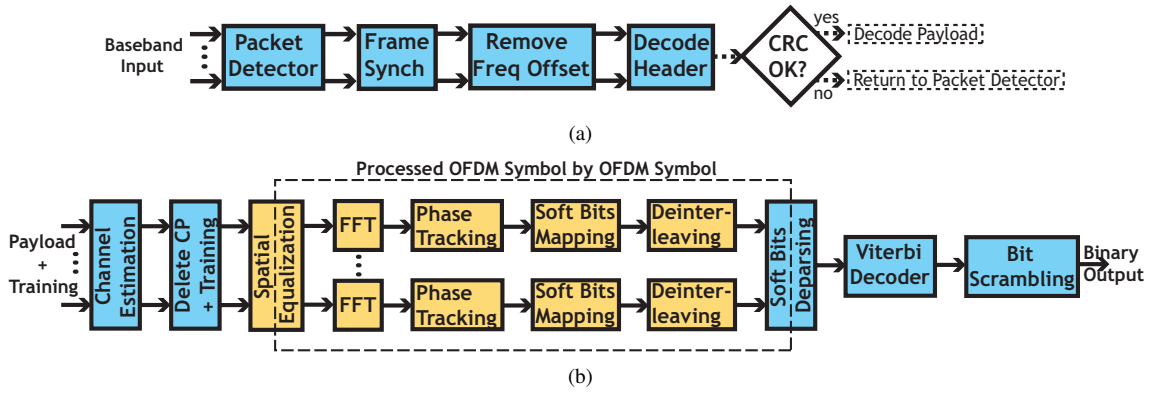 Baseband
Input
Packet
Detector
Frame
Synch
Remove
Freq Offset
Decode
Header
CRC
OK?
yes
Decode Payload
no
Return to Packet Detector
(a)
Processed OFDM Symbol by OFDM Symbol
Payload
+
Training
Channel
Estimation
Delete CP
+ Training
Spatial
Equalization
FFT
Phase
Tracking
Soft Bits
Mapping
Deinter-
leaving
FFT
Phase
Tracking
Soft Bits
Mapping
Deinter-
leaving
Soft Bits
Deparsing
Viterbi
Decoder
Bit
Scrambling
Binary
Output
(b)